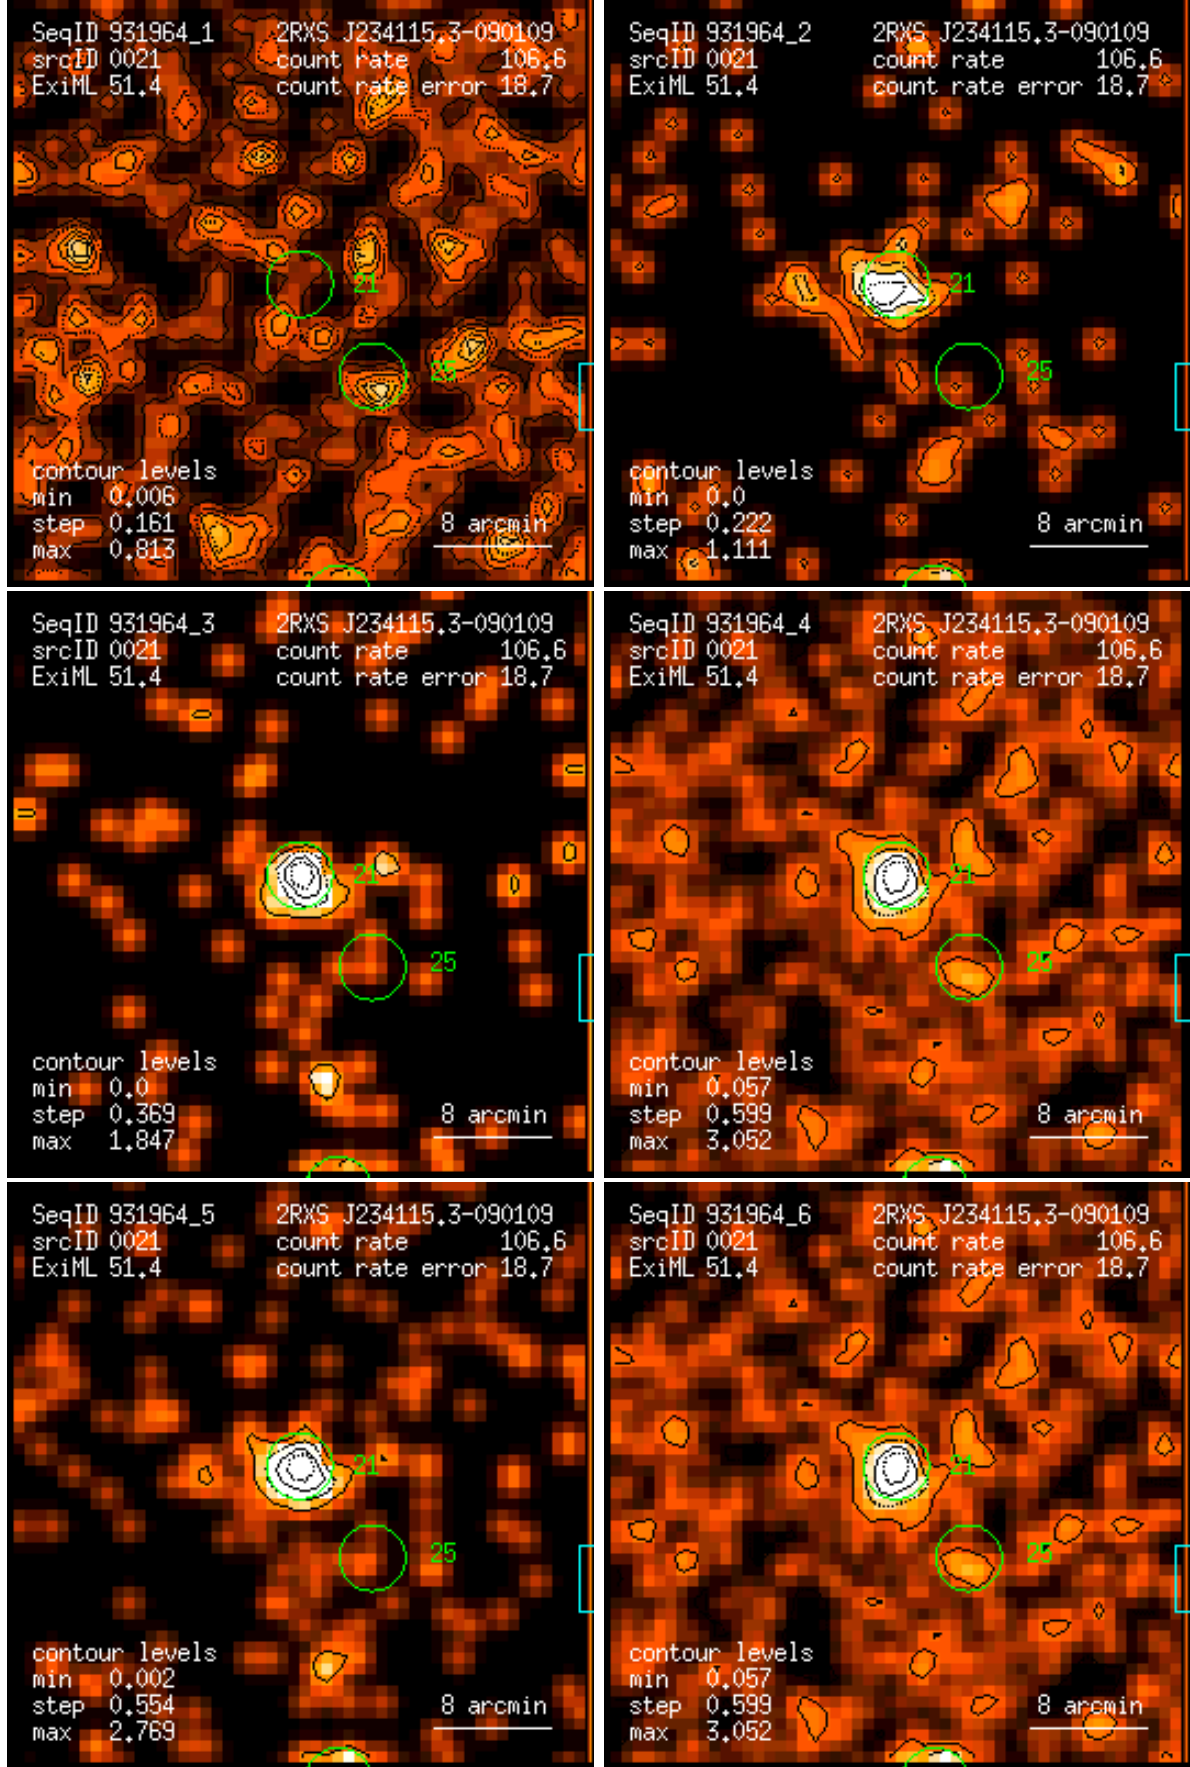 SeqID 931964_1 2RXS J234115.3-090109
srcID 0021 count rate 106.6
ExiML 51.4 count rate error 18.7
21
25
contour levels
min 0.006
step 0.161 8 arcmin
max 0.813
SeqID 931964_2 2RXS J234115.3-090109
srcID 0021 count rate 106.6
ExiML 51.4 count rate error 18.7
21
25
contour levels
min 0.0
step 0.222 8 arcmin
max 1.111
SeqID 931964_3 2RXS J234115.3-090109
srcID 0021 count rate 106.6
ExiML 51.4 count rate error 18.7
21
25
contour levels
min 0.0
step 0.369 8 arcmin
max 1.847
SeqID 931964_4 2RXS J234115.3-090109
srcID 0021 count rate 106.6
ExiML 51.4 count rate error 18.7
21
25
contour levels
min 0.057
step 0.599 8 arcmin
max 3.052
SeqID 931964_5 2RXS J234115.3-090109
srcID 0021 count rate 106.6
ExiML 51.4 count rate error 18.7
21
25
contour levels
min 0.002
step 0.554 8 arcmin
max 2.769
SeqID 931964_6 2RXS J234115.3-090109
srcID 0021 count rate 106.6
ExiML 51.4 count rate error 18.7
21
25
contour levels
min 0.057
step 0.599 8 arcmin
max 3.052